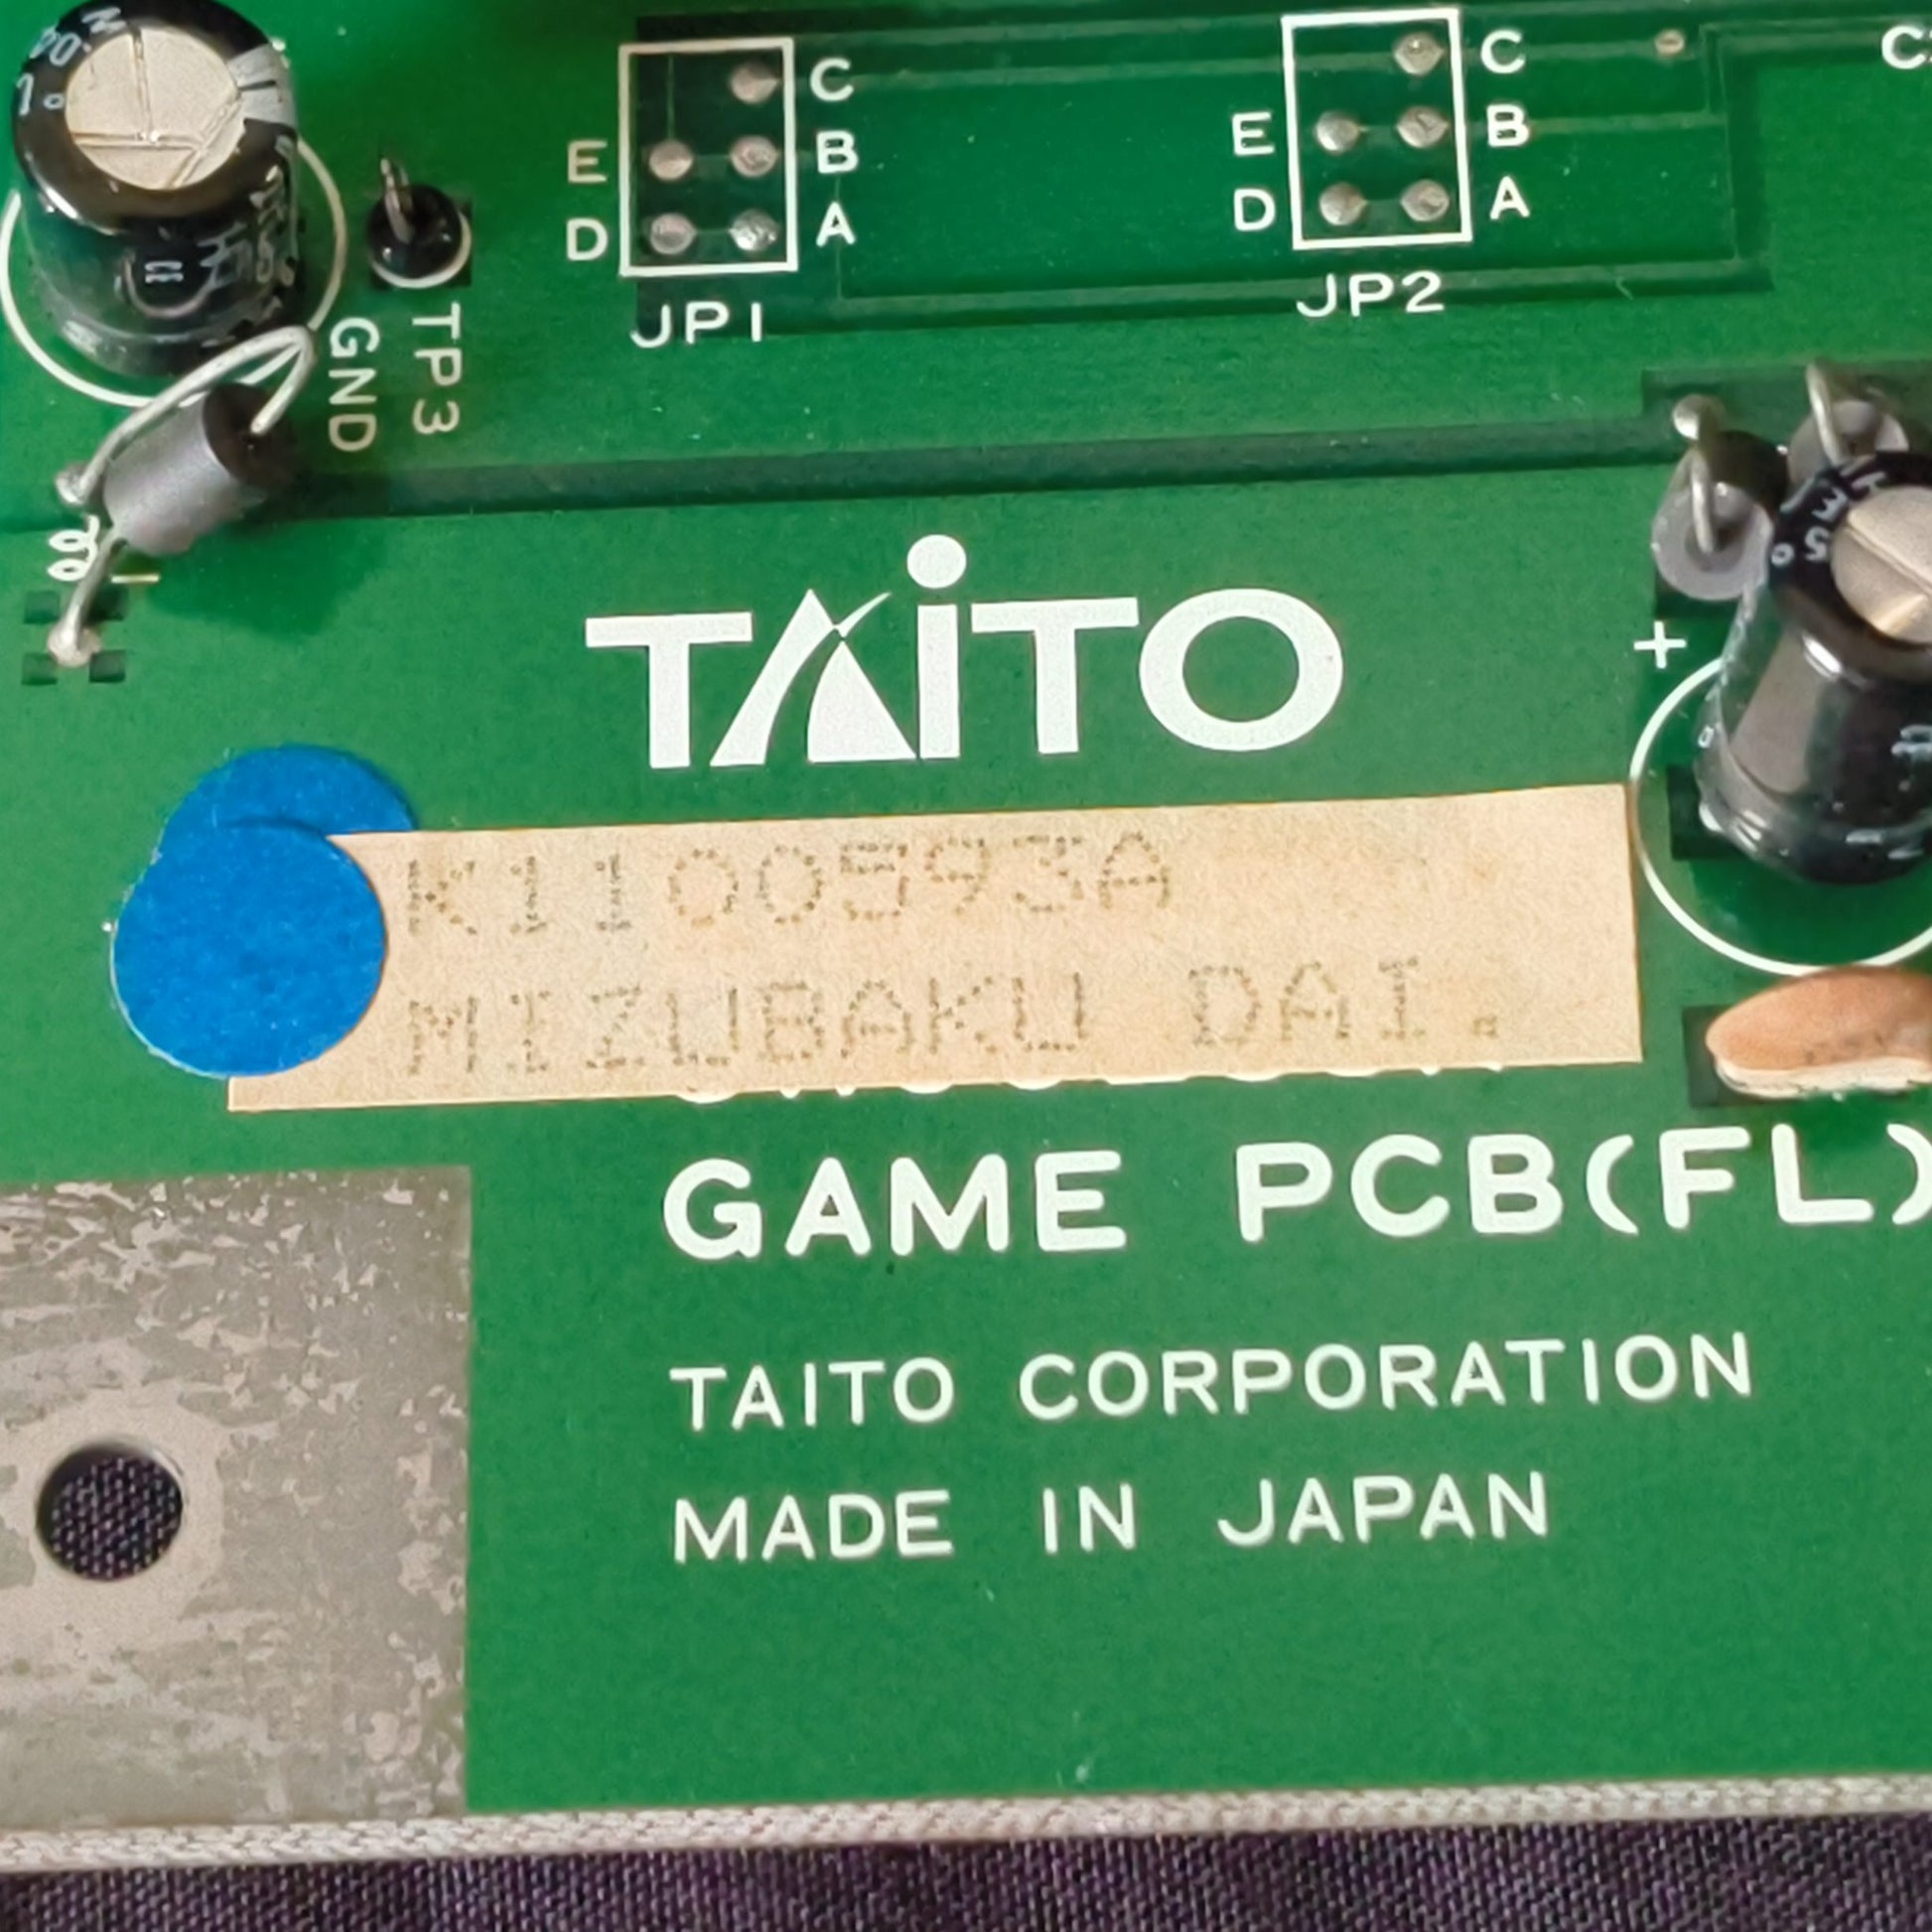 C
E B
D A
JP1
C
E B
D A
JP2
GND
TP3
TAITO
+
K1100593A
MIZUBAKU DAI.
GAME PCB(FL)
TAITO CORPORATION
MADE IN JAPAN